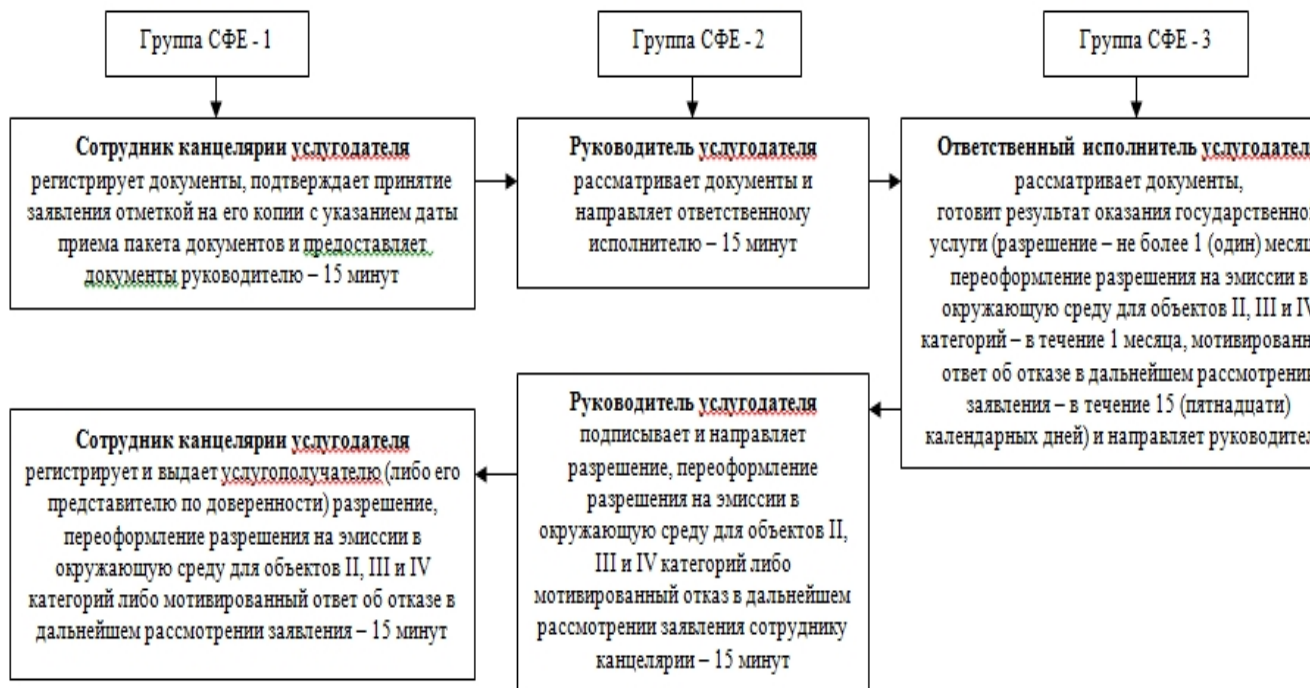 Группа СФЕ - 1
Группа СФЕ - 2
Группа СФЕ - 3
Сотрудник канцелярии услугодателя
регистрирует документы, подтверждает принятие
заявления отметкой на его копии с указанием даты
приема пакета документов и предоставляет
документы руководителю – 15 минут
Руководитель услугодателя
рассматривает документы и
направляет ответственному
исполнителю – 15 минут
Ответственный исполнитель услугодателя
рассматривает документы,
готовит результат оказания государственно
услуги (разрешение – не более 1 (один) месяц
переоформление разрешения на эмиссии в
окружающую среду для объектов II, III и IV
категорий – в течение 1 месяца, мотивированн
ответ об отказе в дальнейшем рассмотрении
заявления – в течение 15 (пятнадцати)
календарных дней) и направляет руководител
Руководитель услугодателя
подписывает и направляет
разрешение, переоформление
разрешения на эмиссии в
окружающую среду для объектов II,
III и IV категорий либо
мотивированный отказ в дальнейшем
рассмотрении заявления сотруднику
канцелярии – 15 минут
Сотрудник канцелярии услугодателя
регистрирует и выдает услугополучателю (либо его
представителю по доверенности) разрешение,
переоформление разрешения на эмиссии в
окружающую среду для объектов II, III и IV
категорий либо мотивированный ответ об отказе в
дальнейшем рассмотрении заявления – 15 минут